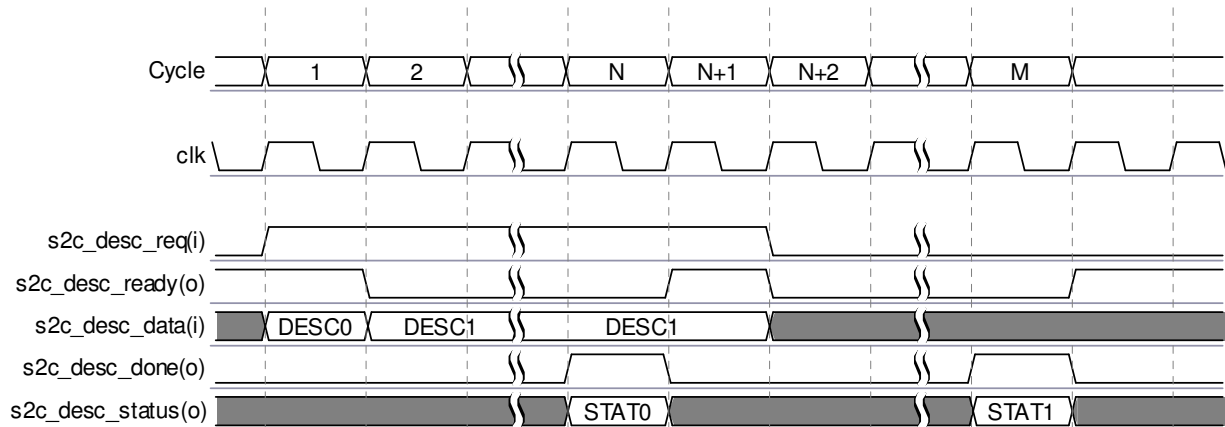 Cycle 1 2 N N+1 N+2 M
clk
s2c_desc_req(i)
s2c_desc_ready(o)
s2c_desc_data(i) DESC0 DESC1 DESC1
s2c_desc_done(o)
s2c_desc_status(o) STAT0 STAT1